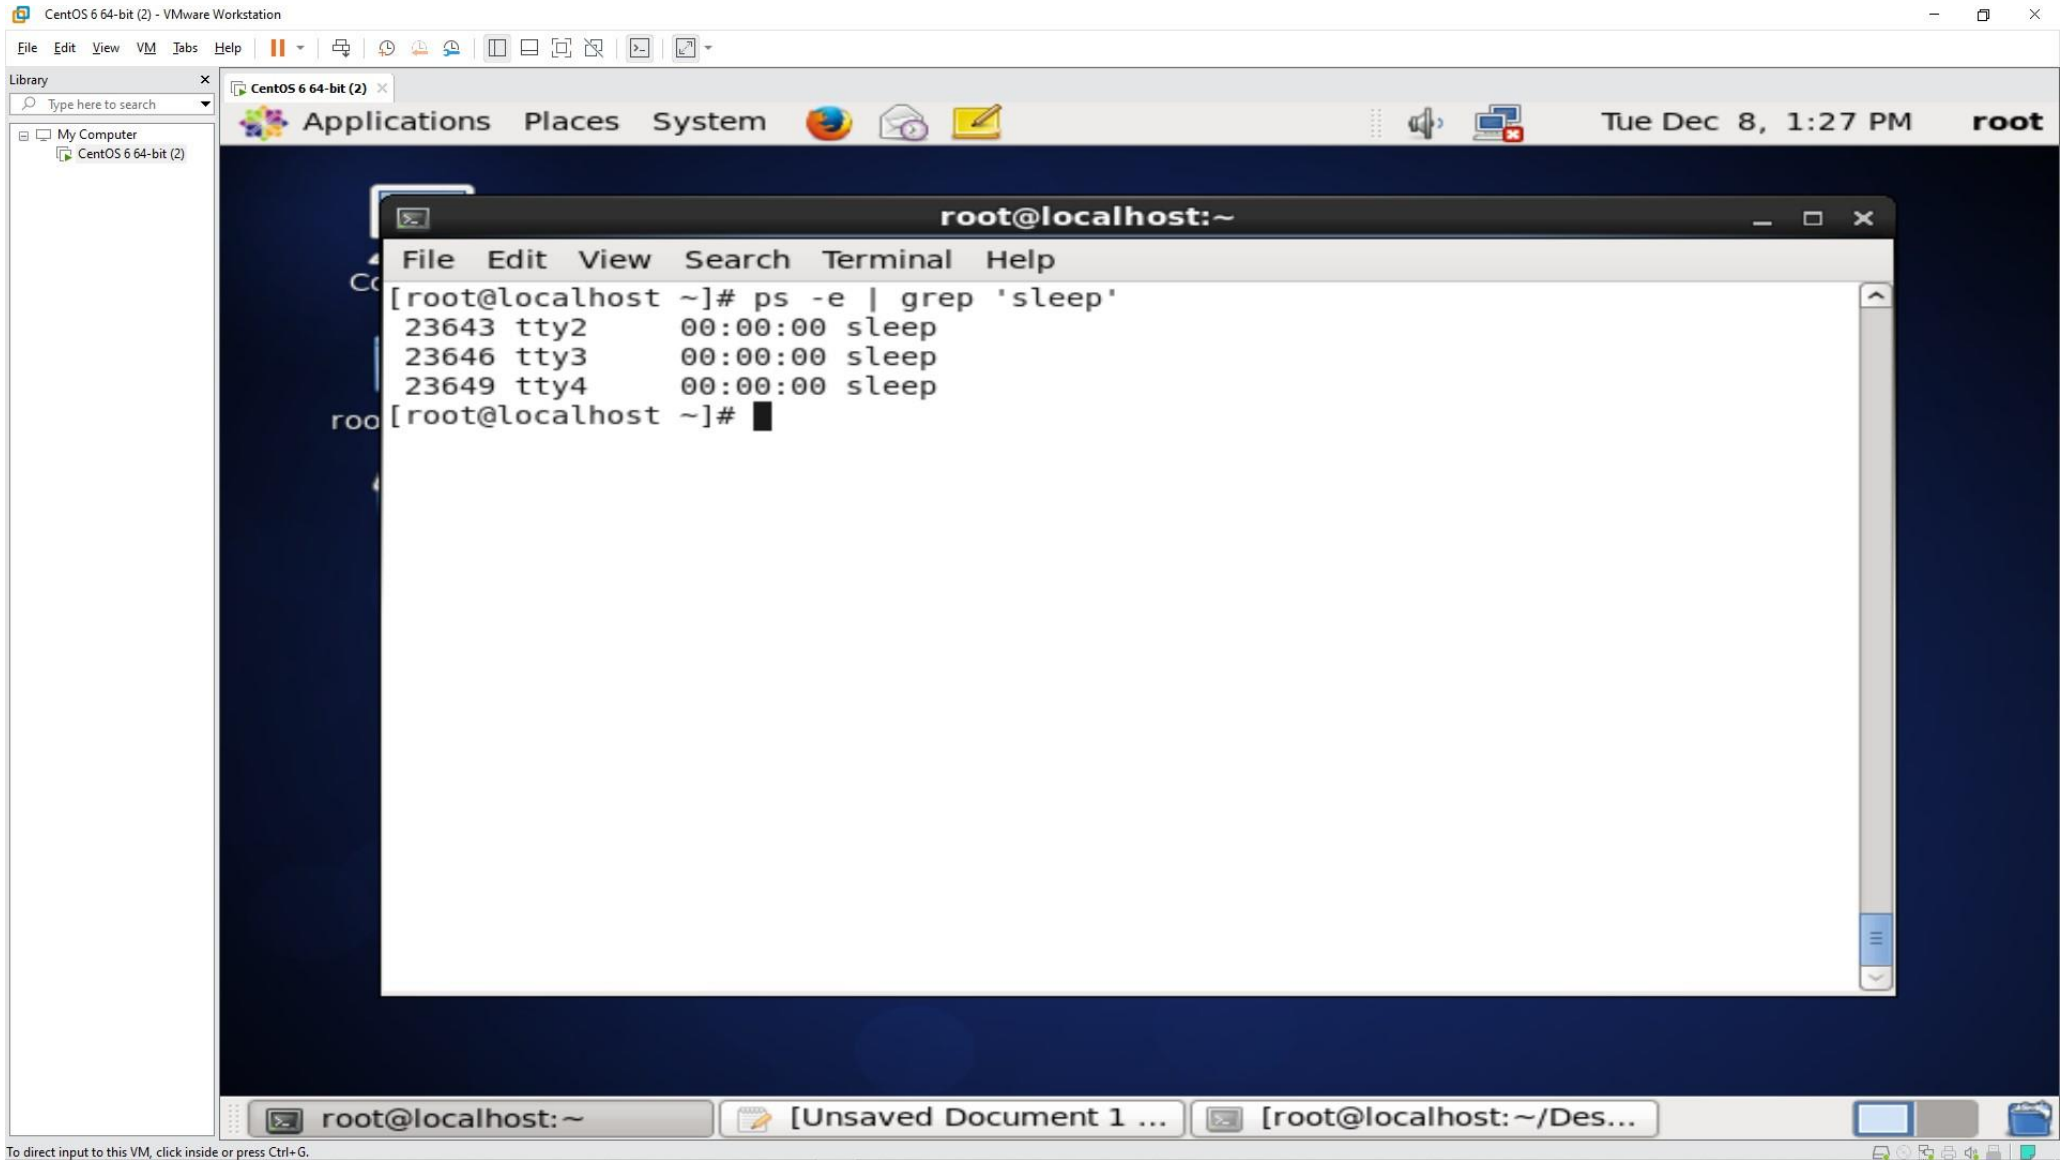 CentOS 6 64-bit (2) - VMware Workstation
File Edit View VM Tabs Help
Library
Type here to search
My Computer
CentOS 6 64-bit (2)
CentOS 6 64-bit (2)
Applications Places System Tue Dec 8, 1:27 PM root
root@localhost:~
File Edit View Search Terminal Help
[root@localhost ~]# ps -e | grep 'sleep'
23643 tty2 00:00:00 sleep
23646 tty3 00:00:00 sleep
23649 tty4 00:00:00 sleep
[root@localhost ~]#
Co
roo
root@localhost:~ [Unsaved Document 1 ... [root@localhost:~/Des...
To direct input to this VM, click inside or press Ctrl+G.